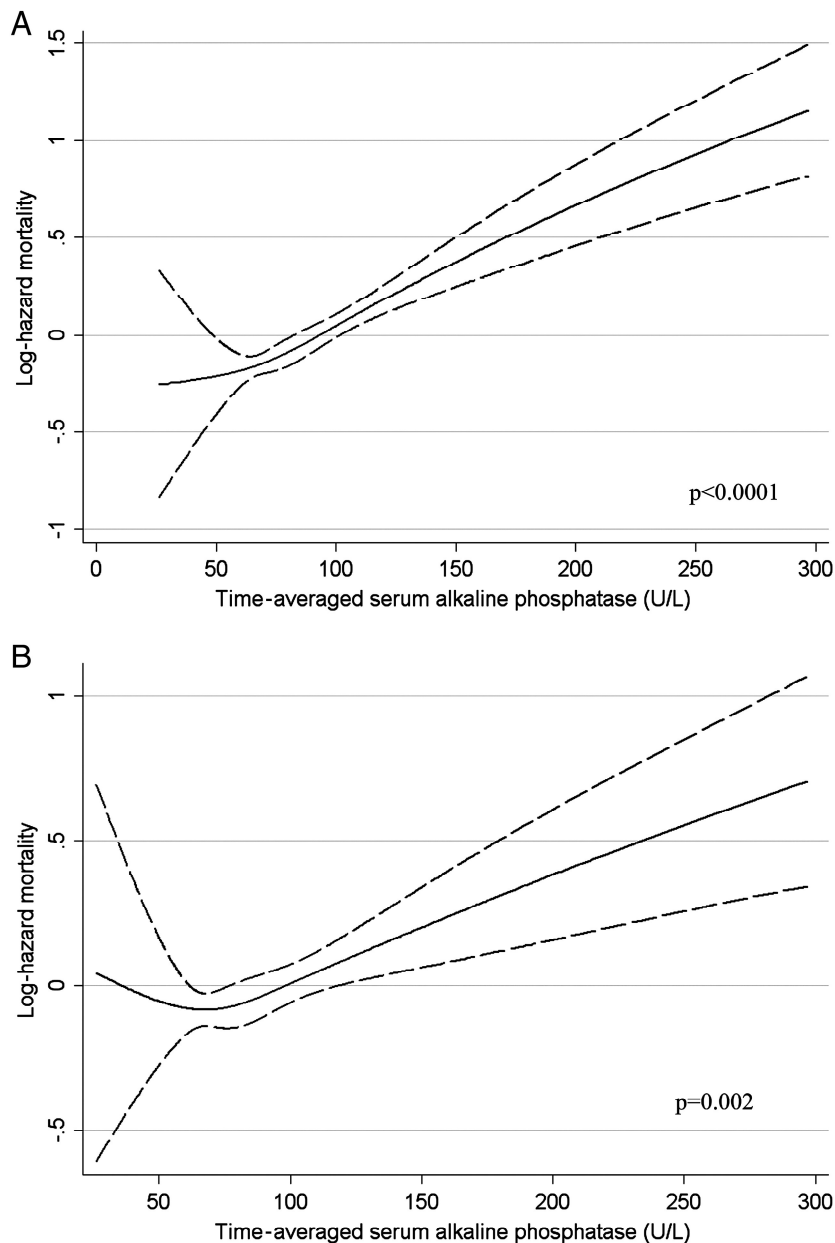 A
Log-hazard mortality
1.5
1
.5
0
-.5
-1
p<0.0001
0 50 100 150 200 250 300
Time-averaged serum alkaline phosphatase (U/L)
B
Log-hazard mortality
1
.5
0
-.5
p=0.002
50 100 150 200 250 300
Time-averaged serum alkaline phosphatase (U/L)